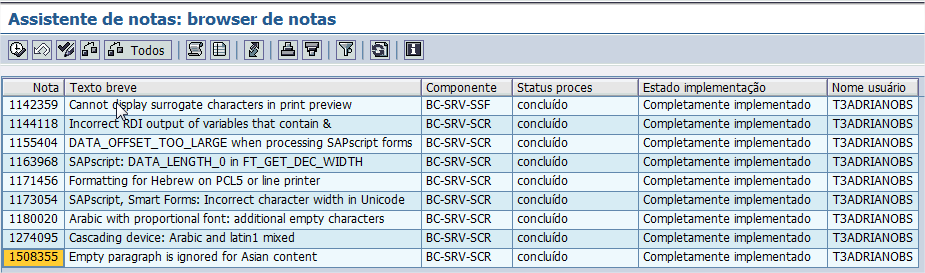 Assistente de notas: browser de notas
Todos
Nota Texto breve Componente Status proces Estado implementação Nome usuário
1142359 Cannot display surrogate characters in print preview BC-SRV-SSF concluído Completamente implementado T3ADRIANOBS
1144118 Incorrect RDI output of variables that contain & BC-SRV-SCR concluído Completamente implementado T3ADRIANOBS
1155404 DATA_OFFSET_TOO_LARGE when processing SAPscript forms BC-SRV-SCR concluído Completamente implementado T3ADRIANOBS
1163968 SAPscript: DATA_LENGTH_0 in FT_GET_DEC_WIDTH BC-SRV-SCR concluído Completamente implementado T3ADRIANOBS
1171456 Formatting for Hebrew on PCL5 or line printer BC-SRV-SCR concluído Completamente implementado T3ADRIANOBS
1173054 SAPscript, Smart Forms: Incorrect character width in Unicode BC-SRV-SCR concluído Completamente implementado T3ADRIANOBS
1180020 Arabic with proportional font: additional empty characters BC-SRV-SCR concluído Completamente implementado T3ADRIANOBS
1274095 Cascading device: Arabic and latin1 mixed BC-SRV-SCR concluído Completamente implementado T3ADRIANOBS
1508355 Empty paragraph is ignored for Asian content BC-SRV-SCR concluído Completamente implementado T3ADRIANOBS